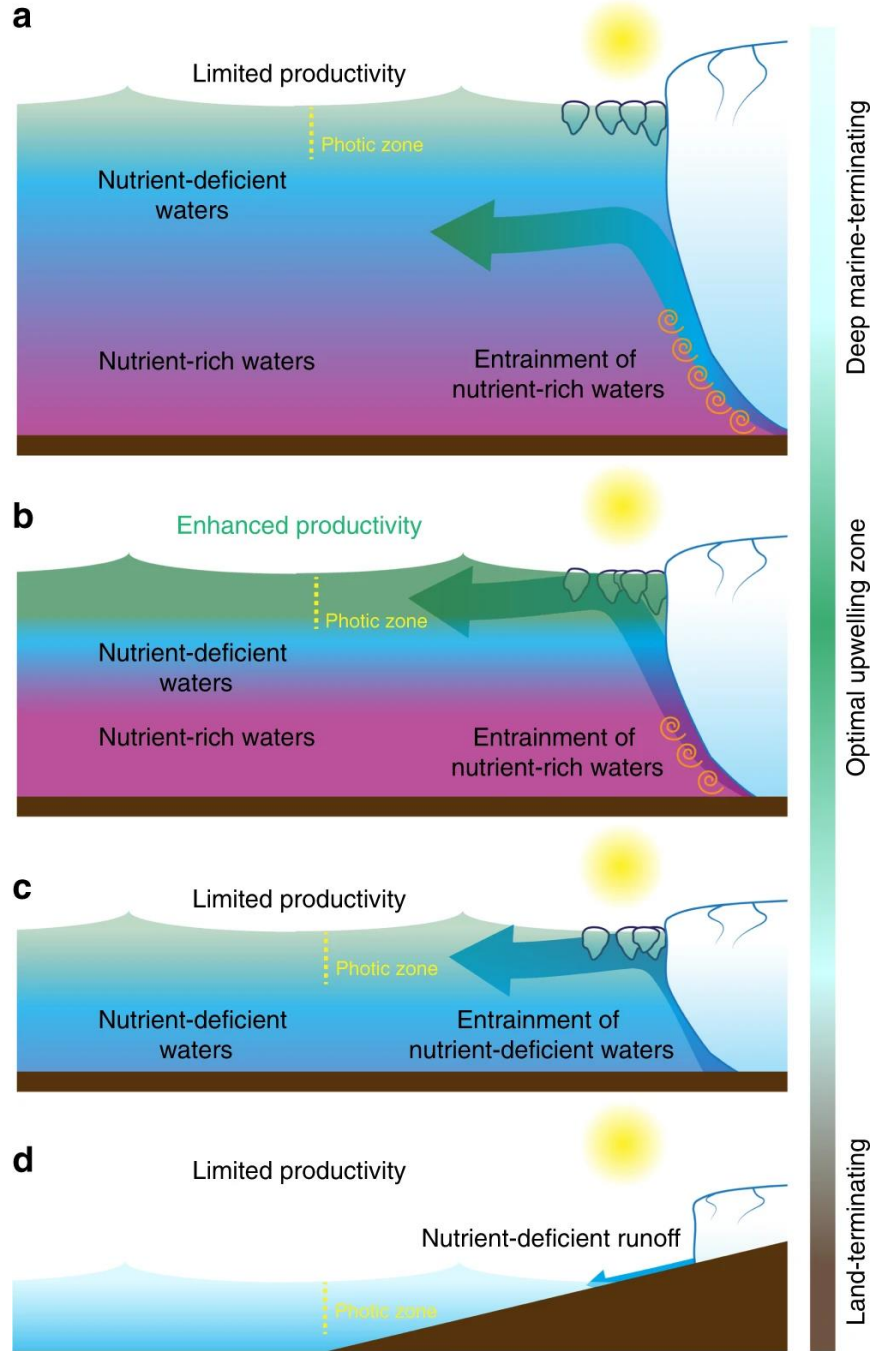 a
Limited productivity
Photic zone
Nutrient-deficient
waters
Nutrient-rich waters
Entrainment of
nutrient-rich waters
b
Enhanced productivity
Photic zone
Nutrient-deficient
waters
Nutrient-rich waters
Entrainment of
nutrient-rich waters
c
Limited productivity
Photic zone
Nutrient-deficient
waters
Entrainment of
nutrient-deficient waters
d
Limited productivity
Nutrient-deficient runoff
Photic zone
Deep marine-terminating
Optimal upwelling zone
Land-terminating